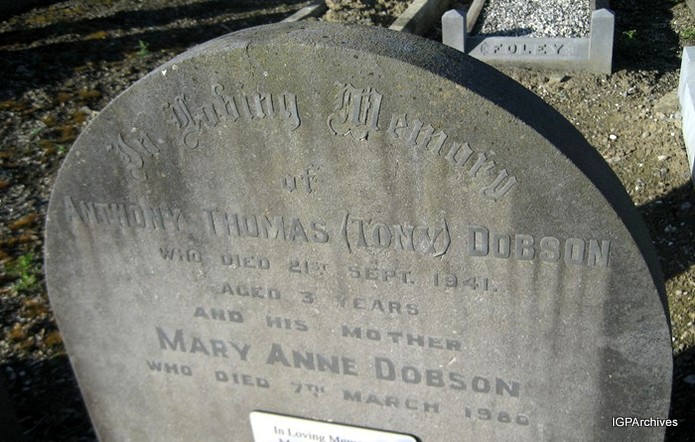 FOLEY
In Loving Memory
of
ANTHONY THOMAS (TONY) DOBSON
WHO DIED 21ST SEPT. 1941.
AGED 3 YEARS
AND HIS MOTHER
MARY ANNE DOBSON
WHO DIED 7TH MARCH 1980
In Loving
IGPArchives